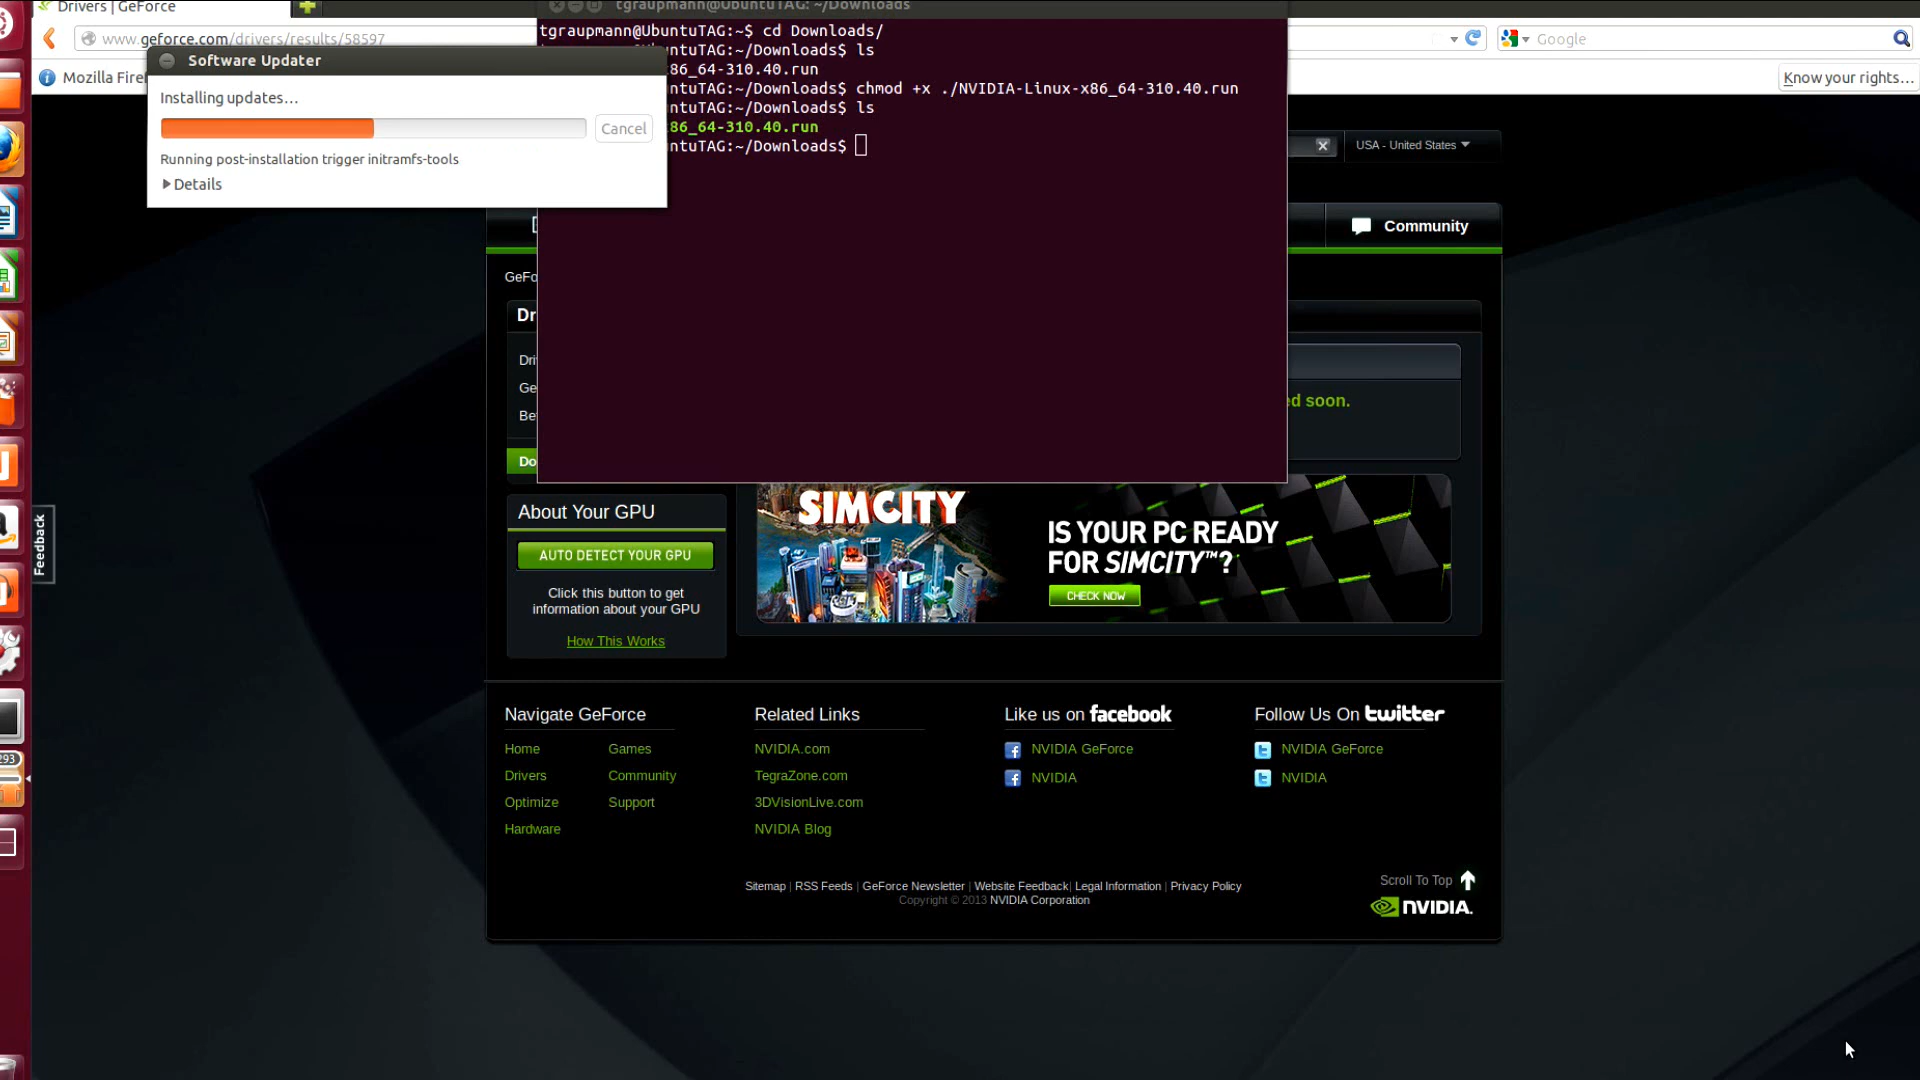 Drivers | GeForce
tgraupmann@UbuntuTAG: ~/Downloads
www.geforce.com/drivers/results/58597
Google
Mozilla Fire
Know your rights...
Software Updater
Installing updates...
Cancel
Running post-installation trigger initramfs-tools
Details
tgraupmann@UbuntuTAG:~$ cd Downloads/
ntuTAG:~/Downloads$ ls
x86_64-310.40.run
ntuTAG:~/Downloads$ chmod +x ./NVIDIA-Linux-x86_64-310.40.run
ntuTAG:~/Downloads$ ls
x86_64-310.40.run
ntuTAG:~/Downloads$
USA - United States
Community
GeFo
Dr
Dri
Ge
Be
ed soon.
Do
Feedback
About Your GPU
AUTO DETECT YOUR GPU
Click this button to get
information about your GPU
How This Works
SIMCITY
IS YOUR PC READY
FOR SIMCITY™?
CHECK NOW
Navigate GeForce
Home
Games
Drivers
Community
Optimize
Support
Hardware
Related Links
NVIDIA.com
TegraZone.com
3DVisionLive.com
NVIDIA Blog
Like us on facebook
NVIDIA GeForce
NVIDIA
Follow Us On twitter
NVIDIA GeForce
NVIDIA
293
Sitemap | RSS Feeds | GeForce Newsletter | Website Feedback| Legal Information | Privacy Policy
Copyright © 2013 NVIDIA Corporation
Scroll To Top
NVIDIA.